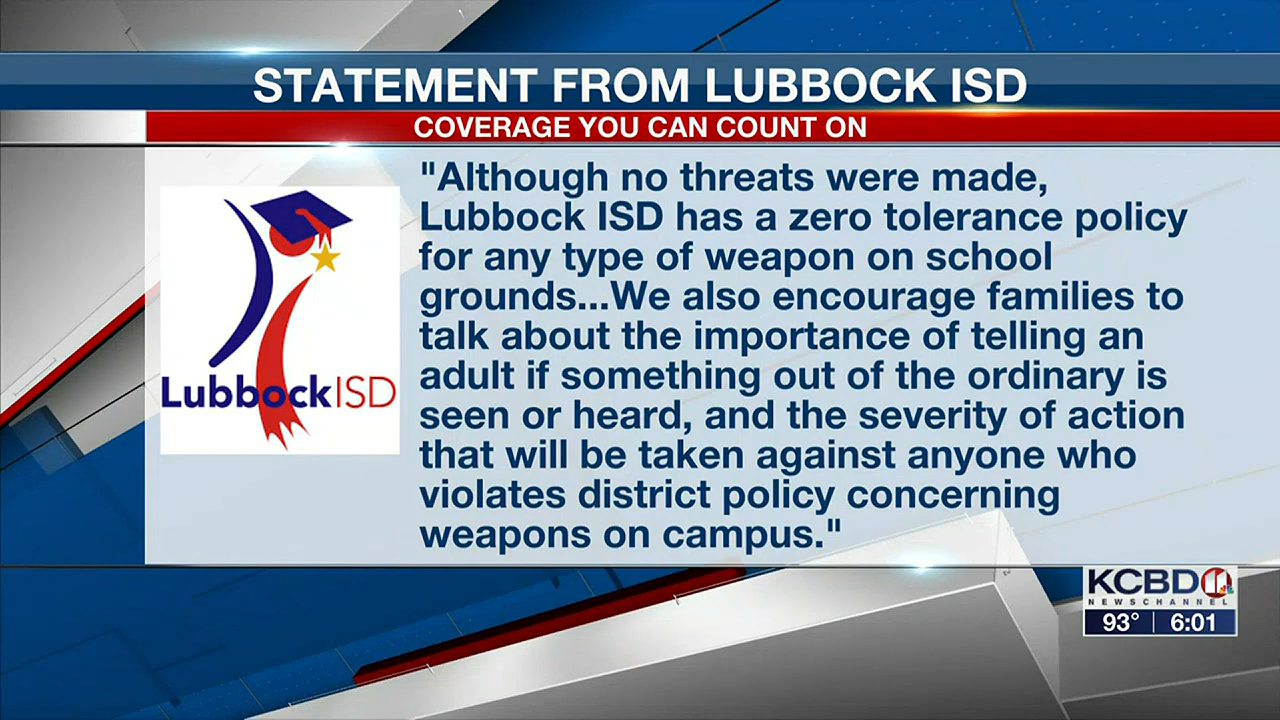 STATEMENT FROM LUBBOCK ISD
COVERAGE YOU CAN COUNT ON
LubbockISD
"Although no threats were made,
Lubbock ISD has a zero tolerance policy
for any type of weapon on school
grounds...We also encourage families to
talk about the importance of telling an
adult if something out of the ordinary is
seen or heard, and the severity of action
that will be taken against anyone who
violates district policy concerning
weapons on campus."
KCBD 11
NEWSCHANNEL
93° | 6:01